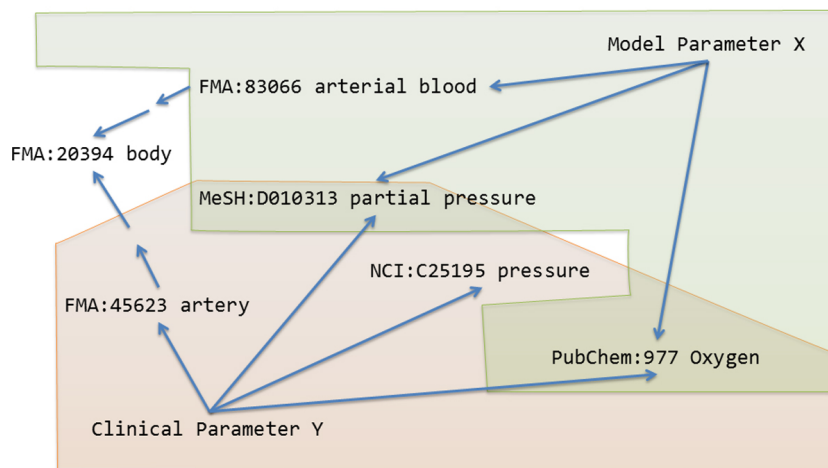 Model Parameter X
FMA:83066 arterial blood
FMA:20394 body
MeSH:D010313 partial pressure
NCI:C25195 pressure
FMA:45623 artery
PubChem:977 Oxygen
Clinical Parameter Y